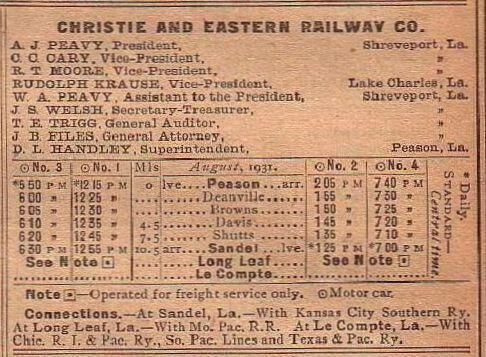 CHRISTIE AND EASTERN RAILWAY CO.
A. J. PEAVY, President, Shreveport, La.
C. C. CARY, Vice-President, "
R. T. MOORE, Vice-President, "
RUDOLPH KRAUSE, Vice-President, Lake Charles, La.
W. A. PEAVY, Assistant to the President, Shreveport, La.
J. S. WELSH, Secretary-Treasurer, "
T. E. TRIGG, General Auditor, "
J. B. FILES, General Attorney, "
D. L. HANDLEY, Superintendent, Peason, La.
⊙No. 3 ⊙No. 1 Mls August, 1931. ⊙No. 2 ⊙No. 4
*5 50 P M *12 15 P M 0 lve....Peason....arr. 2 05 P M 7 40 P M
6 00 " 12 25 " ....Deanville.... 1 55 " 7 30 "
6 05 " 12 30 " ....Browns.... 1 50 " 7 25 "
6 10 " 12 35 " 4.5 ....Davis.... 1 45 " 7 20 "
6 20 " 12 45 " 7.5 ....Shutts.... 1 35 " 7 10 "
6 30 P M 12 55 P M 10.5 arr....Sandel....lve. *1 25 P M *7 00 P M
See Note ⊡ ....Long Leaf.... See Note ⊡
....Le Compte....
* Daily.
STANDARD—
Central time.
Note ⊡—Operated for freight service only. ⊙Motor car.
Connections.—At Sandel, La.—With Kansas City Southern Ry.
At Long Leaf, La.—With Mo. Pac. R.R. At Le Compte, La.—With
Chic. R. I. & Pac. Ry., So. Pac. Lines and Texas & Pac. Ry.